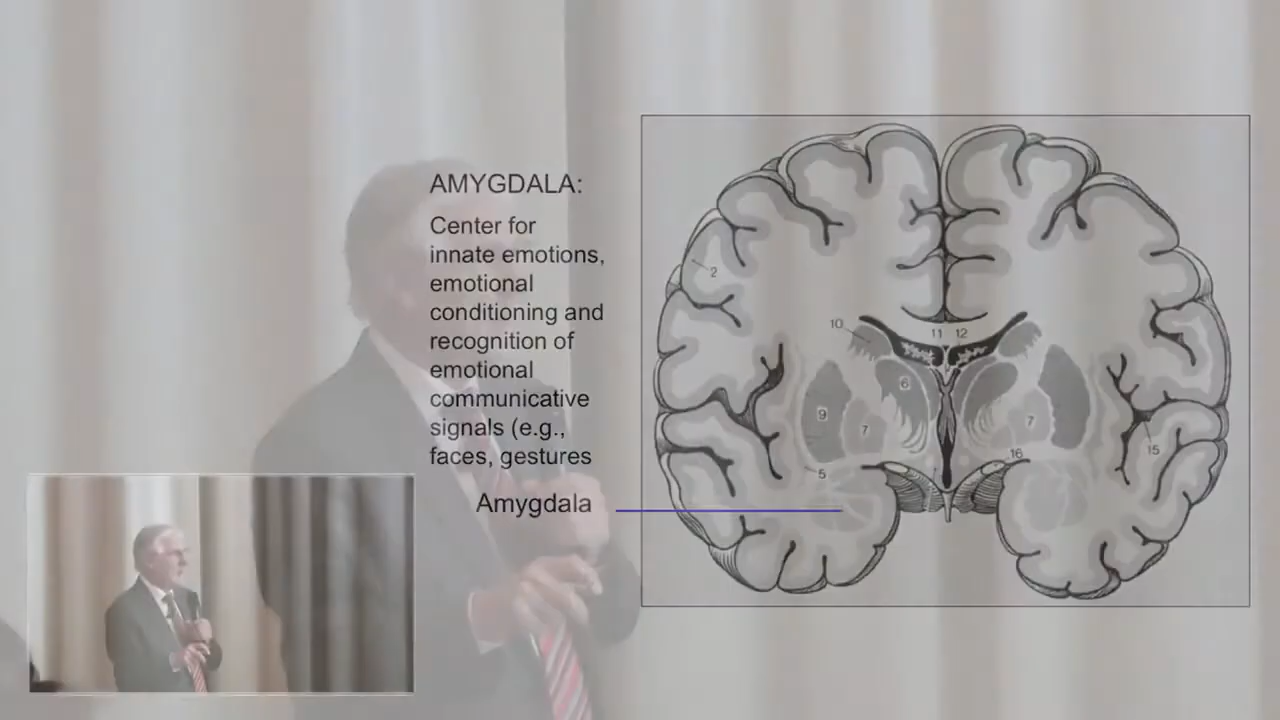 AMYGDALA:
Center for
innate emotions,
emotional
conditioning and
recognition of
emotional
communicative
signals (e.g.,
faces, gestures
Amygdala
2
10
11 12
6
9
7
7
5
16
15